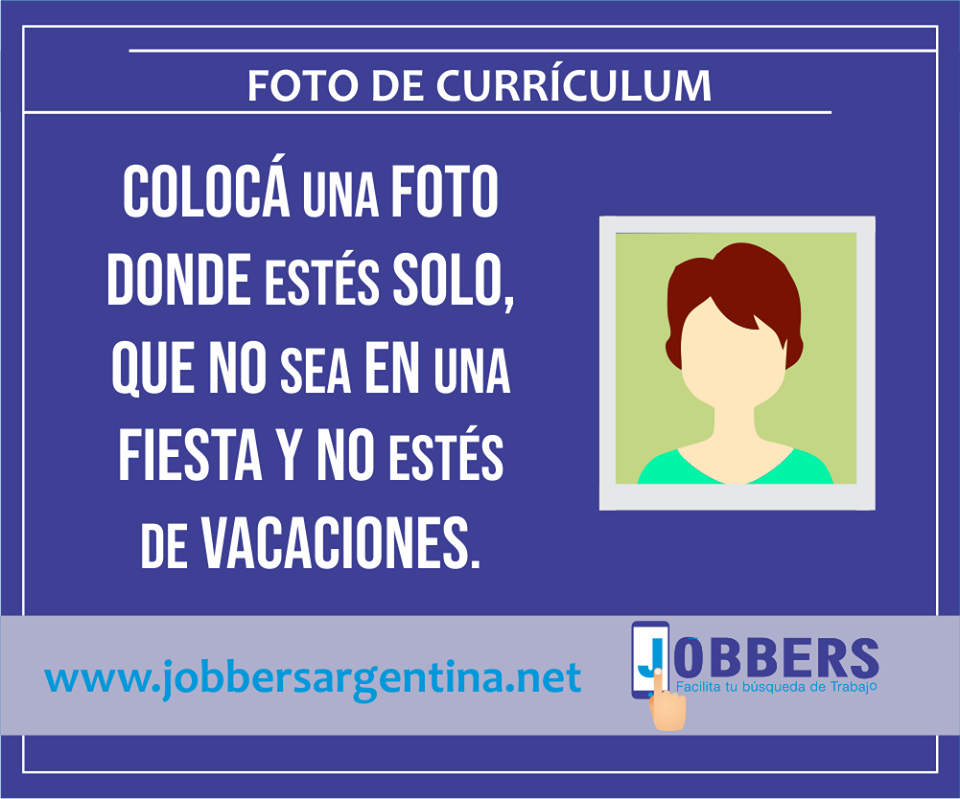 FOTO DE CURRÍCULUM
COLOCÁ UNA FOTO
DONDE ESTÉS SOLO,
QUE NO SEA EN UNA
FIESTA Y NO ESTÉS
DE VACACIONES.
www.jobbersargentina.net
JOBBERS
Facilita tu búsqueda de Trabajo